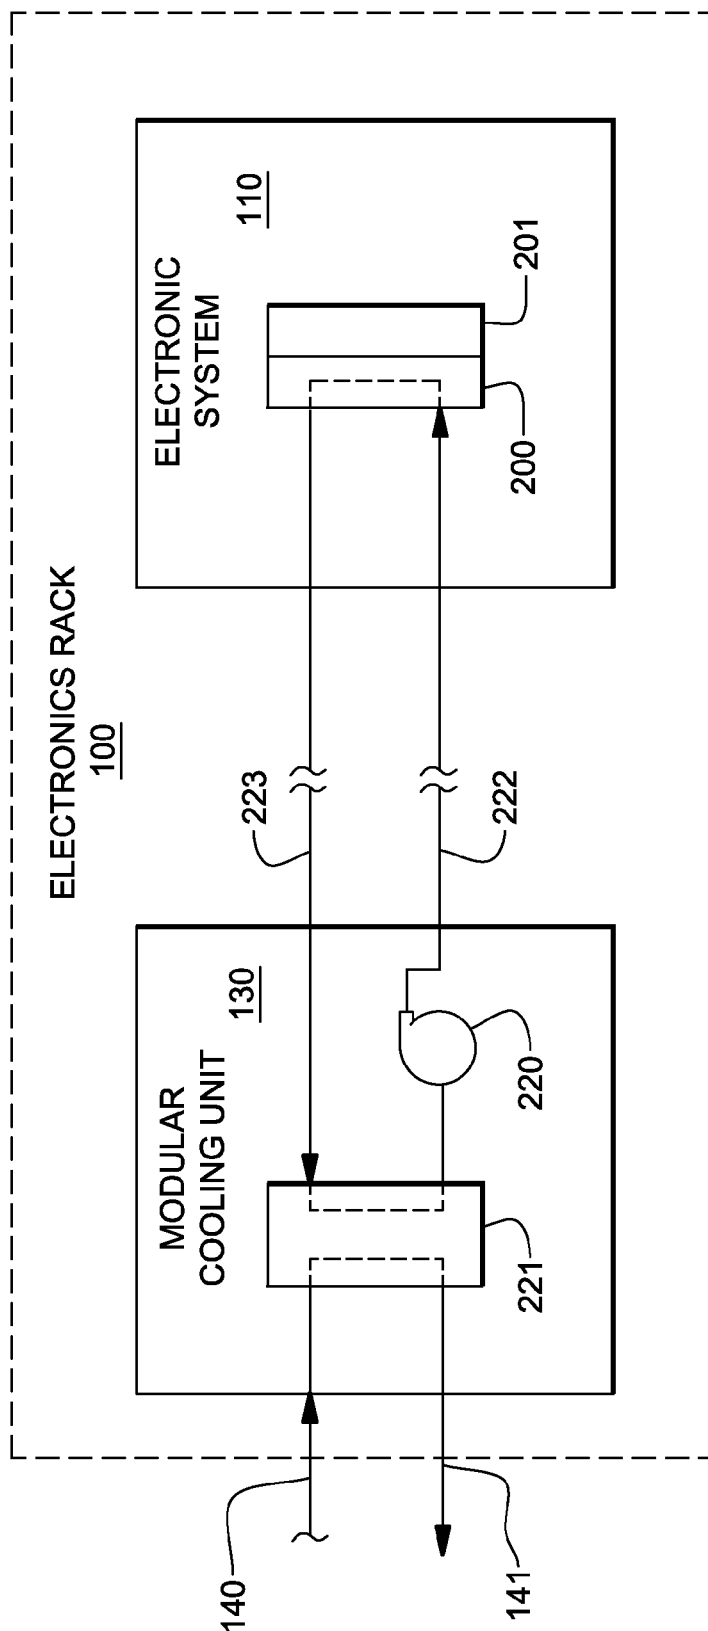 ELECTRONICS RACK
100
MODULAR
COOLING UNIT
130
ELECTRONIC
SYSTEM
110
223
222
220
221
200
201
140
141